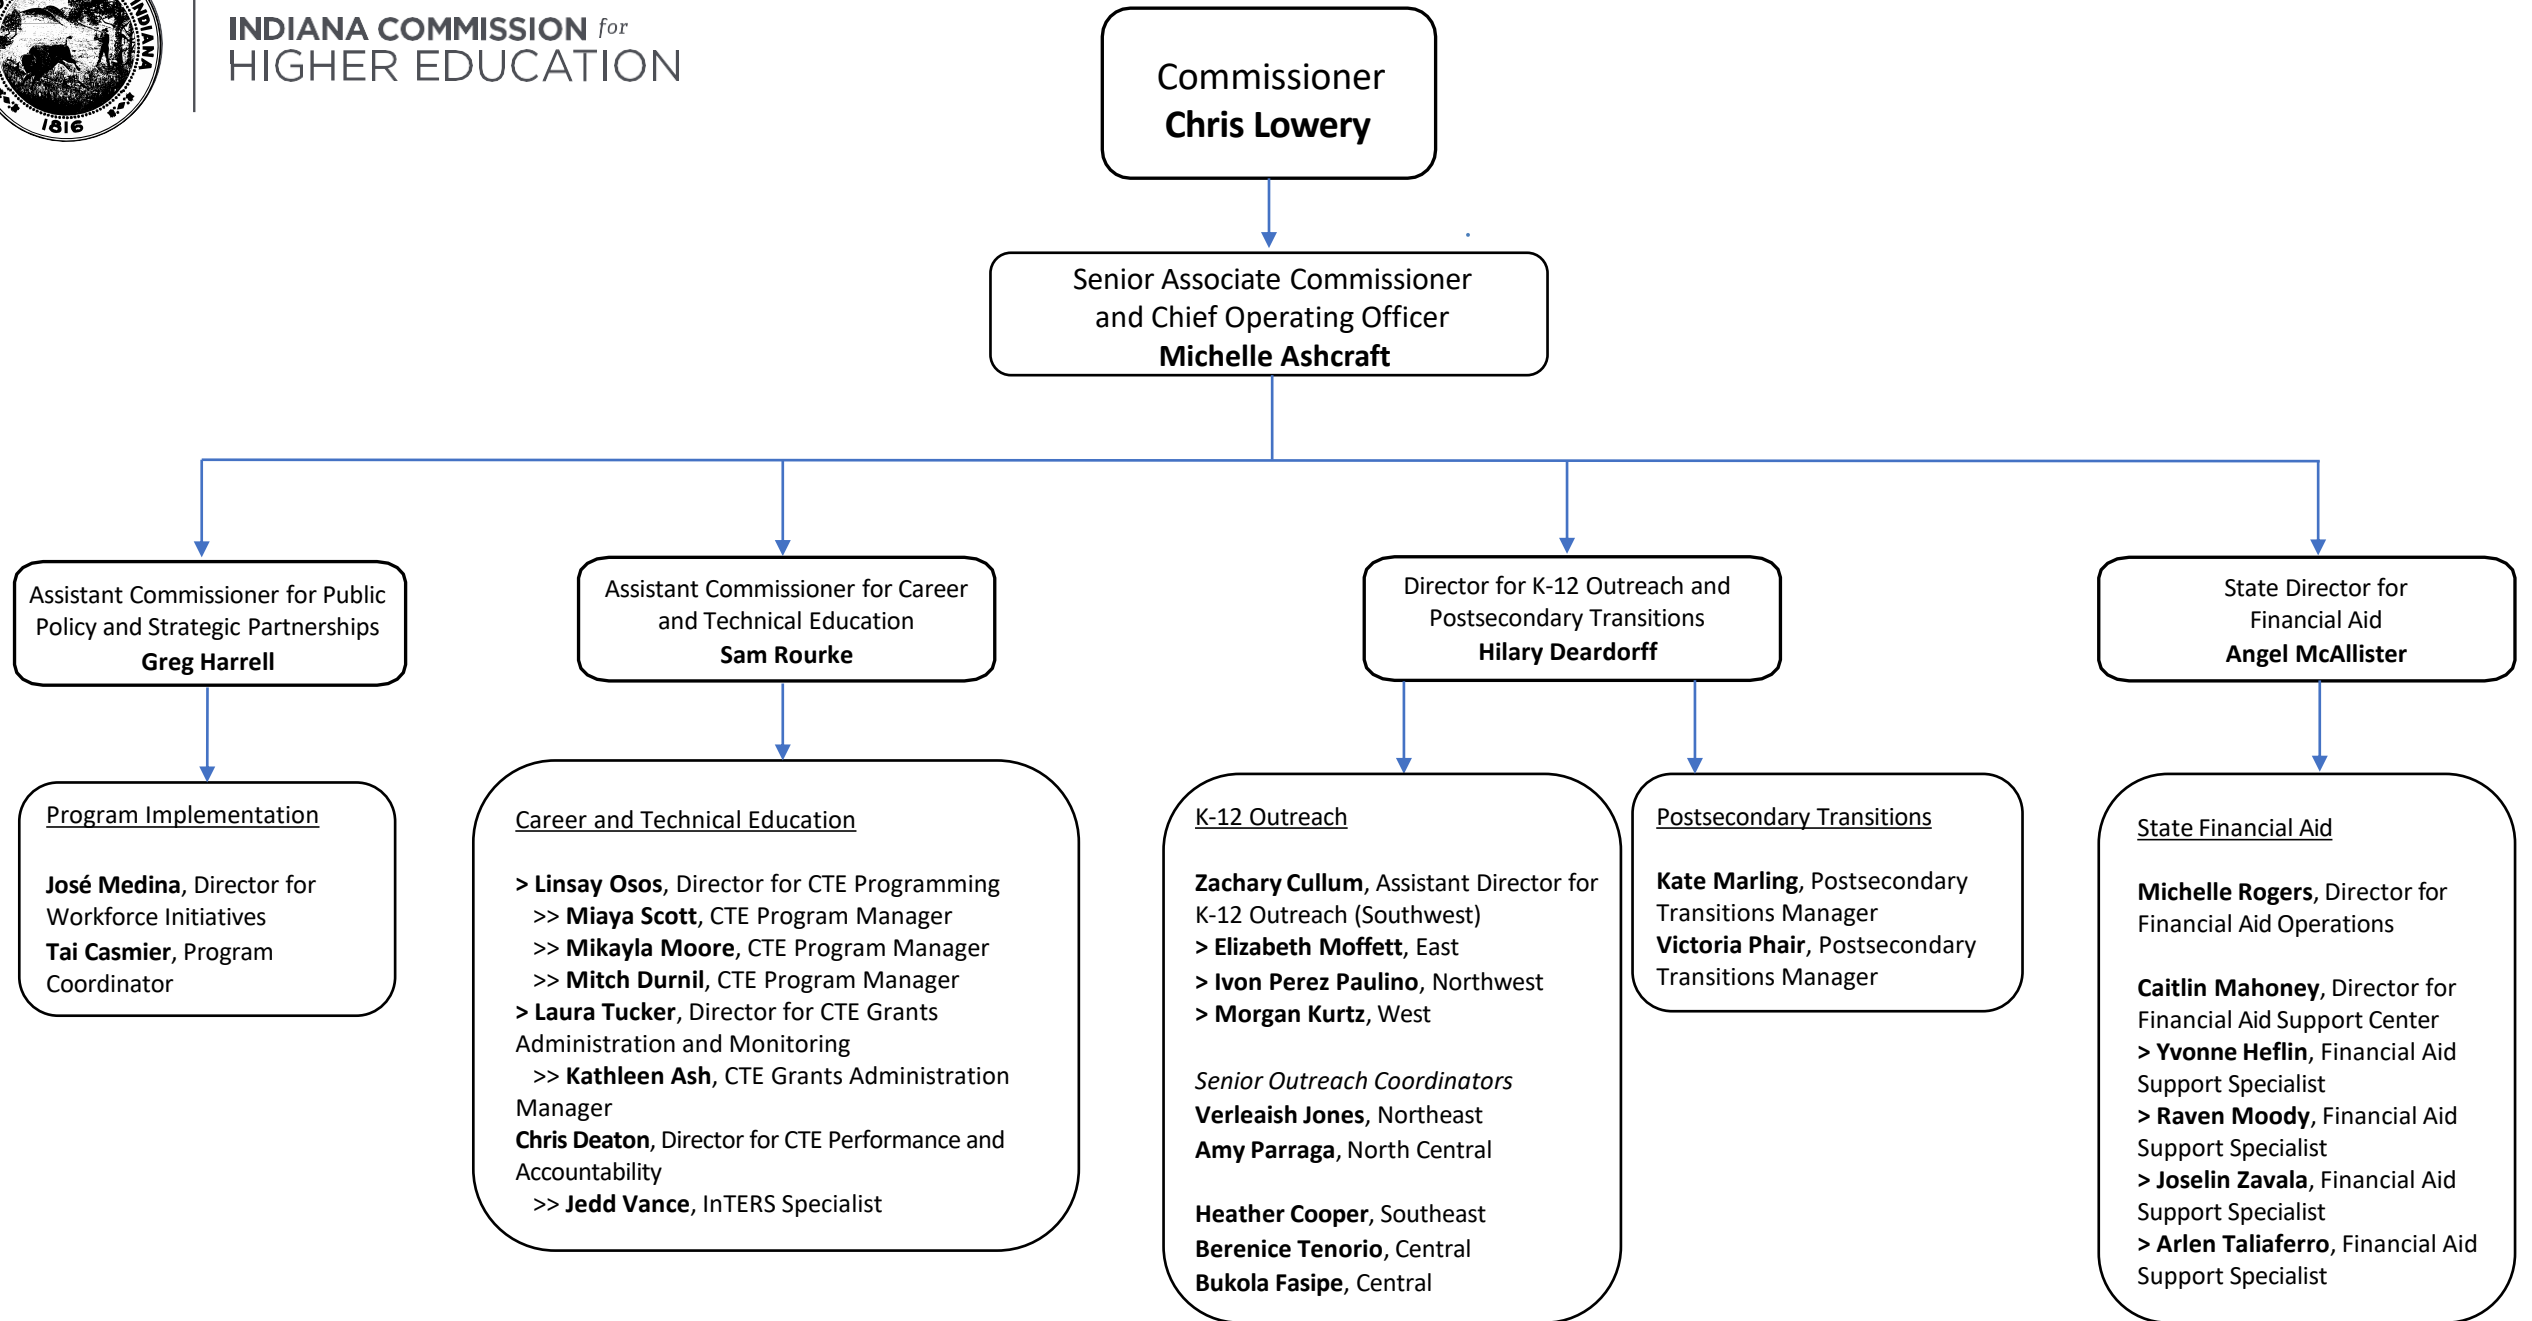 INDIANA
1816
INDIANA COMMISSION for
HIGHER EDUCATION
Commissioner
Chris Lowery
Senior Associate Commissioner
and Chief Operating Officer
Michelle Ashcraft
Assistant Commissioner for Public
Policy and Strategic Partnerships
Greg Harrell
Assistant Commissioner for Career
and Technical Education
Sam Rourke
Director for K-12 Outreach and
Postsecondary Transitions
Hilary Deardorff
State Director for
Financial Aid
Angel McAllister
Program Implementation
José Medina, Director for
Workforce Initiatives
Tai Casmier, Program
Coordinator
Career and Technical Education
> Linsay Osos, Director for CTE Programming
>> Miaya Scott, CTE Program Manager
>> Mikayla Moore, CTE Program Manager
>> Mitch Durnil, CTE Program Manager
> Laura Tucker, Director for CTE Grants
Administration and Monitoring
>> Kathleen Ash, CTE Grants Administration
Manager
Chris Deaton, Director for CTE Performance and
Accountability
>> Jedd Vance, InTERS Specialist
K-12 Outreach
Zachary Cullum, Assistant Director for
K-12 Outreach (Southwest)
> Elizabeth Moffett, East
> Ivon Perez Paulino, Northwest
> Morgan Kurtz, West
Senior Outreach Coordinators
Verleaish Jones, Northeast
Amy Parraga, North Central
Heather Cooper, Southeast
Berenice Tenorio, Central
Bukola Fasipe, Central
Postsecondary Transitions
Kate Marling, Postsecondary
Transitions Manager
Victoria Phair, Postsecondary
Transitions Manager
State Financial Aid
Michelle Rogers, Director for
Financial Aid Operations
Caitlin Mahoney, Director for
Financial Aid Support Center
> Yvonne Heflin, Financial Aid
Support Specialist
> Raven Moody, Financial Aid
Support Specialist
> Joselin Zavala, Financial Aid
Support Specialist
> Arlen Taliaferro, Financial Aid
Support Specialist